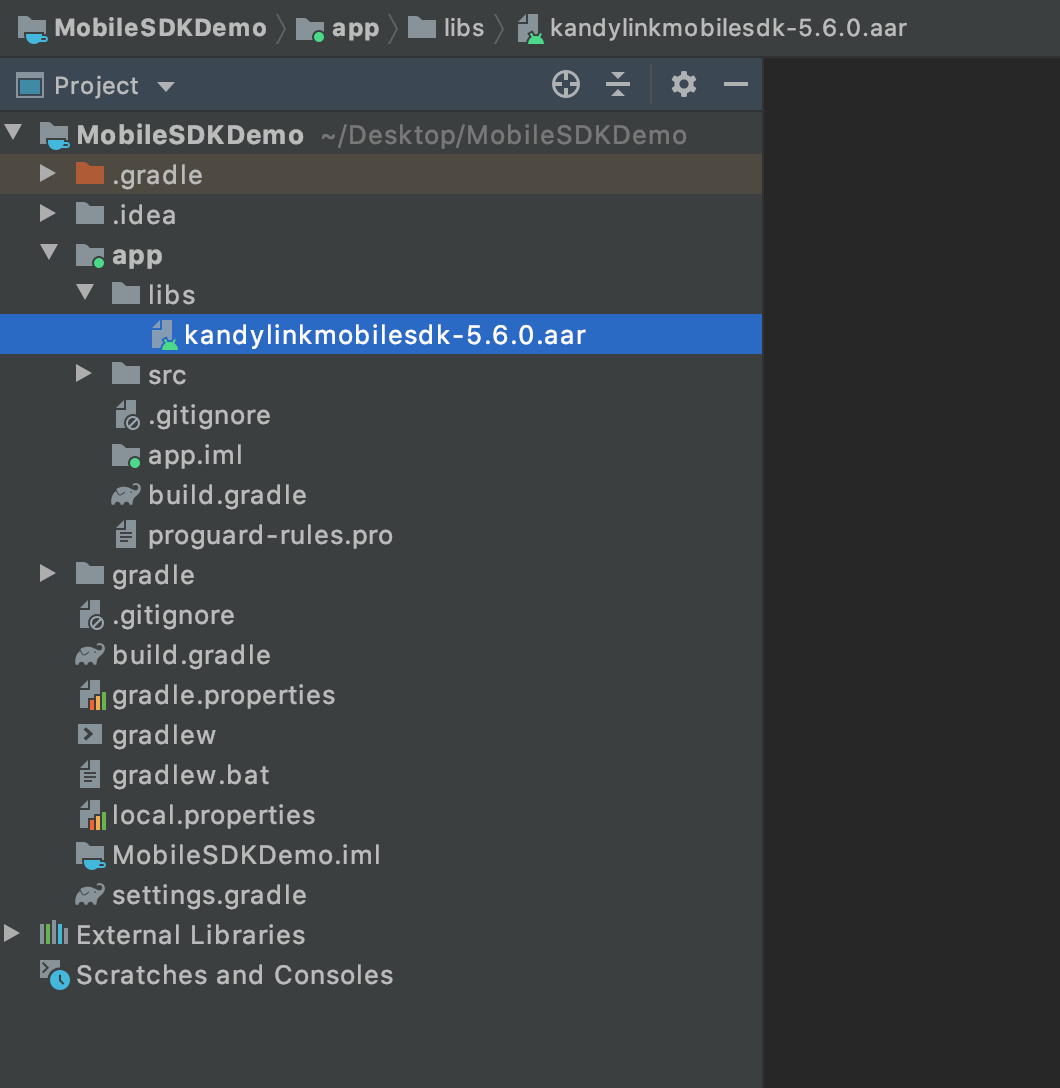 MobileSDKDemo app libs kandylinkmobilesdk-5.6.0.aar
Project
MobileSDKDemo ~/Desktop/MobileSDKDemo
.gradle
.idea
app
libs
kandylinkmobilesdk-5.6.0.aar
src
.gitignore
app.iml
build.gradle
proguard-rules.pro
gradle
.gitignore
build.gradle
gradle.properties
gradlew
gradlew.bat
local.properties
MobileSDKDemo.iml
settings.gradle
External Libraries
Scratches and Consoles